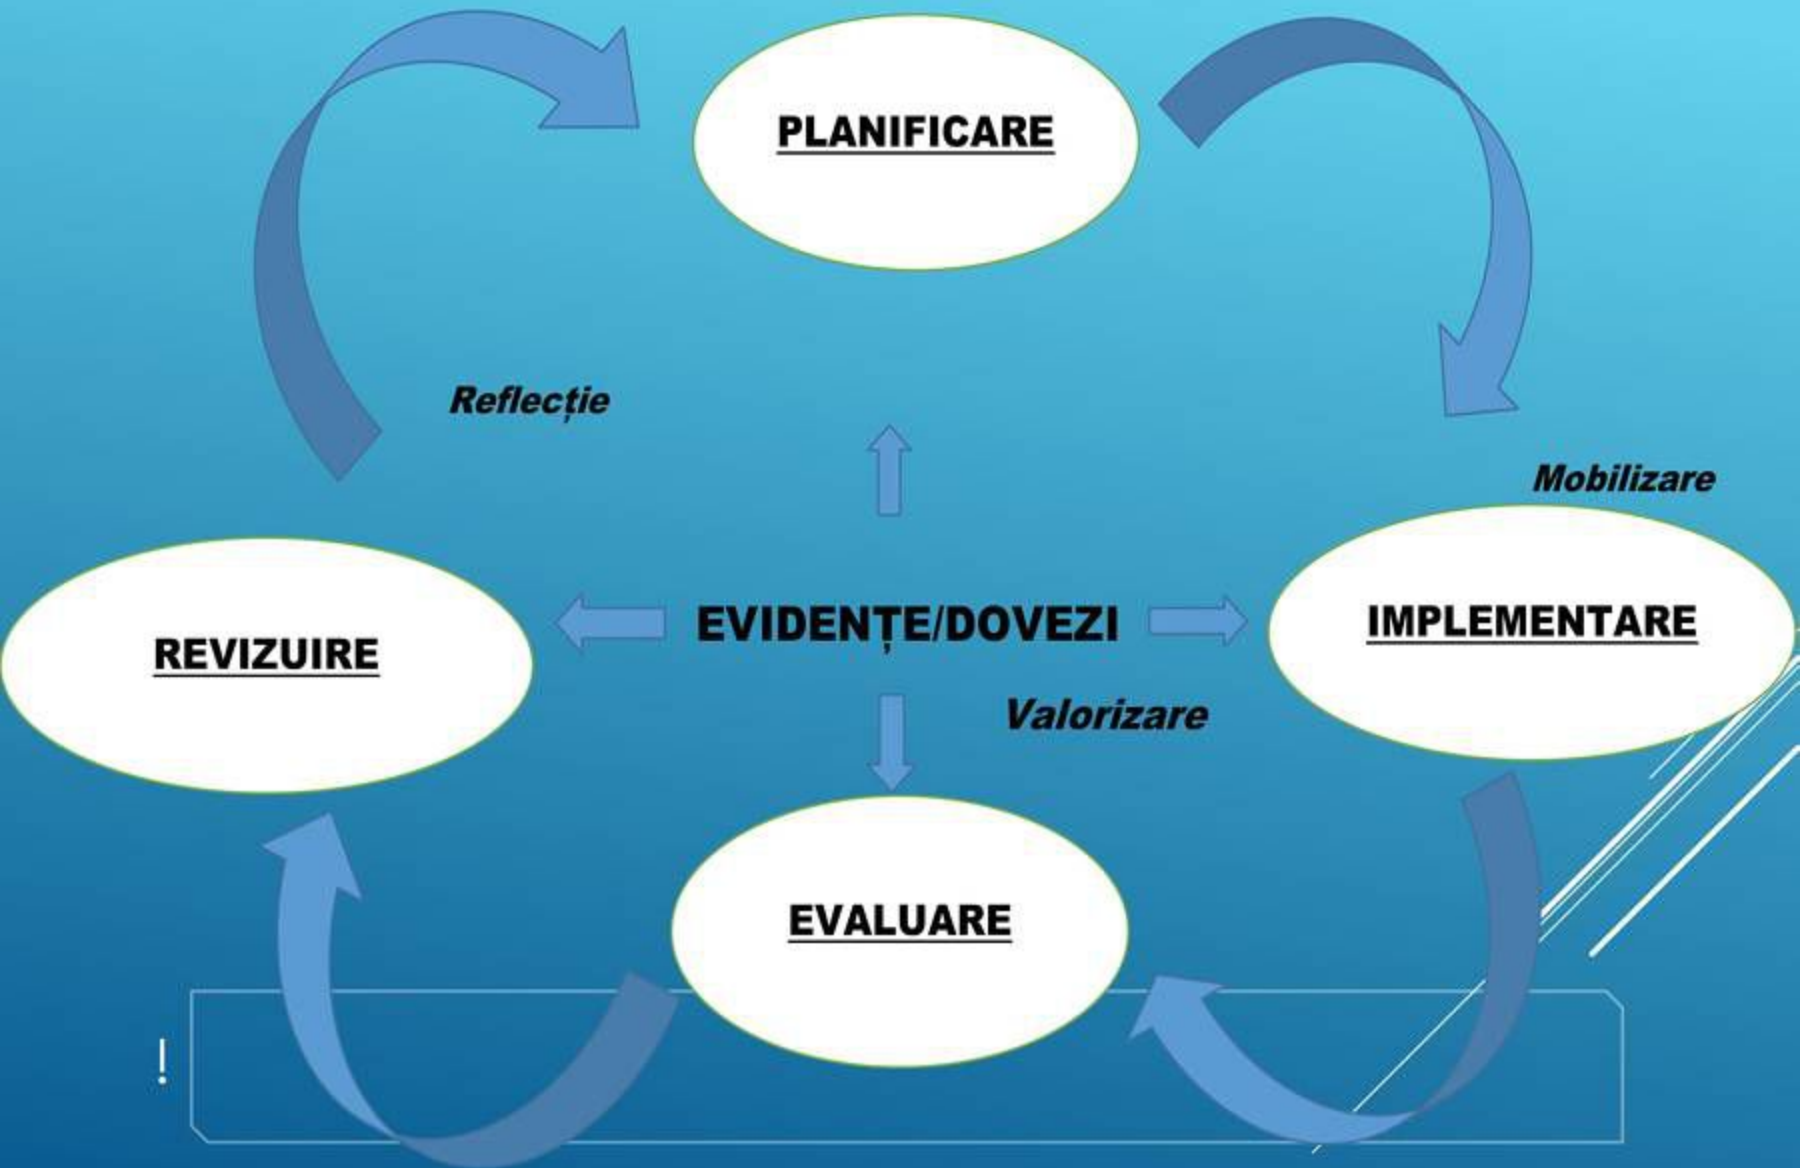 PLANIFICARE
Reflecție
Mobilizare
REVIZUIRE
EVIDENȚE/DOVEZI
IMPLEMENTARE
Valorizare
EVALUARE
!